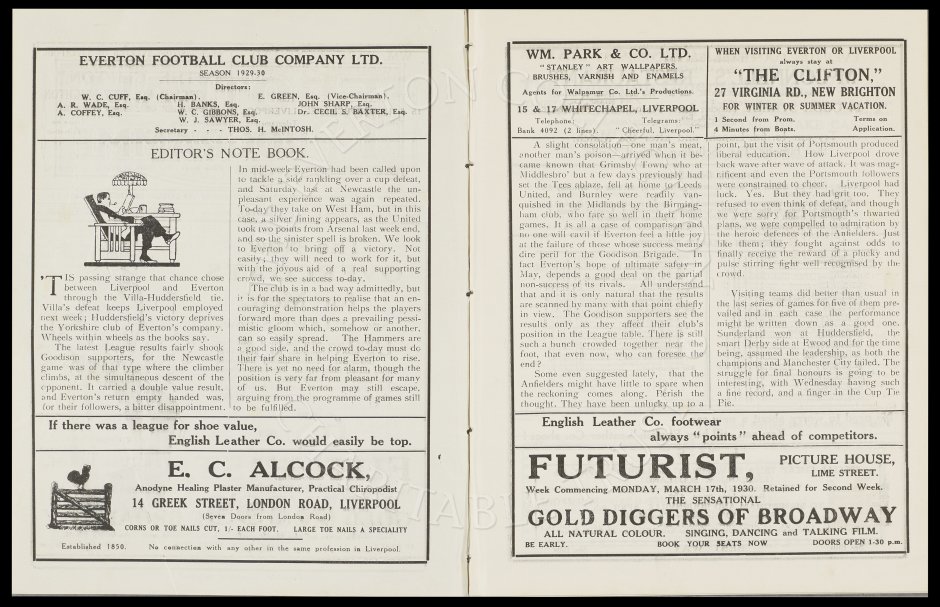 EVERTON FOOTBALL CLUB COMPANY LTD.
SEASON 1929-30
Directors:
W. C. CUFF, Esq. (Chairman). E. GREEN, Esq. (Vice-Chairman).
A. R. WADE, Esq. H. BANKS, Esq. JOHN SHARP, Esq.
A. COFFEY, Esq. W. C. GIBBONS, Esq. Dr. CECIL S. BAXTER, Esq.
W. J. SAWYER, Esq.
Secretary - - - THOS. H. McINTOSH.
EDITOR'S NOTE BOOK.
'TIS passing strange that chance chose
between Liverpool and Everton
through the Villa-Huddersfield tie.
Villa's defeat keeps Liverpool employed
next week; Huddersfield's victory deprives
the Yorkshire club of Everton's company.
Wheels within wheels as the books say.
The latest League results fairly shook
Goodison supporters, for the Newcastle
game was of that type where the climber
climbs, at the simultaneous descent of the
opponent. It carried a double value result,
and Everton's return empty handed was,
for their followers, a bitter disappointment.
In mid-week Everton had been called upon
to tackle a side rankling over a cup defeat,
and Saturday last at Newcastle the un-
pleasant experience was again repeated.
To-day they take on West Ham, but in this
case, a silver lining appears, as the United
took two points from Arsenal last week end,
and so the sinister spell is broken. We look
to Everton to bring off a victory. Not
easily; they will need to work for it, but
with the joyous aid of a real supporting
crowd, we see success to-day.
The club is in a bad way admittedly, but
it is for the spectators to realise that an en-
couraging demonstration helps the players
forward more than does a prevailing pessi-
mistic gloom which, somehow or another,
can so easily spread. The Hammers are
a good side, and the crowd to-day must do
their fair share in helping Everton to rise.
There is yet no need for alarm, though the
position is very far from pleasant for many
of us. But Everton may still escape,
arguing from the programme of games still
to be fulfilled.
If there was a league for shoe value,
English Leather Co. would easily be top.
E. C. ALCOCK,
Anodyne Healing Plaster Manufacturer, Practical Chiropodist
14 GREEK STREET, LONDON ROAD, LIVERPOOL
(Seven Doors from London Road)
CORNS OR TOE NAILS CUT, 1/- EACH FOOT. LARGE TOE NAILS A SPECIALITY
Established 1850. No connection with any other in the same profession in Liverpool.
WM. PARK & CO. LTD.
"STANLEY" ART WALLPAPERS,
BRUSHES, VARNISH AND ENAMELS
Agents for Walpamur Co. Ltd.'s Productions.
15 & 17 WHITECHAPEL, LIVERPOOL
Telephone: Telegrams:
Bank 4092 (2 lines). "Cheerful, Liverpool."
WHEN VISITING EVERTON OR LIVERPOOL
always stay at
"THE CLIFTON,"
27 VIRGINIA RD., NEW BRIGHTON
FOR WINTER OR SUMMER VACATION.
1 Second from Prom. Terms on
4 Minutes from Boats. Application.
A slight consolation—one man's meat,
another man's poison—arrived when it be-
came known that Grimsby Town, who at
Middlesbro' but a few days previously had
set the Tees ablaze, fell at home to Leeds
United, and Burnley were readily van-
quished in the Midlands by the Birming-
ham club, who fare so well in their home
games. It is all a case of comparison and
no one will cavil if Everton feel a little joy
at the failure of those whose success means
dire peril for the Goodison Brigade. In
fact Everton's hope of ultimate safety in
May, depends a good deal on the partial
non-success of its rivals. All understand
that and it is only natural that the results
are scanned by many with that point chiefly
in view. The Goodison supporters see the
results only as they affect their club's
position in the League table. There is still
such a bunch crowded together near the
foot, that even now, who can foresee the
end?
Some even suggested lately, that the
Anfielders might have little to spare when
the reckoning comes along. Perish the
thought. They have been unlucky up to a
point, but the visit of Portsmouth produced
liberal education. How Liverpool drove
back wave after wave of attack. It was mag-
nificent and even the Portsmouth followers
were constrained to cheer. Liverpool had
luck. Yes. But they had grit too. They
refused to even think of defeat, and though
we were sorry for Portsmouth's thwarted
plans, we were compelled to admiration by
the heroic defences of the Anfielders. Just
like them; they fought against odds to
finally receive the reward of a plucky and
pulse stirring fight well recognised by the
crowd.
Visiting teams did better than usual in
the last series of games for five of them pre-
vailed and in each case the performance
might be written down as a good one.
Sunderland won at Huddersfield, the
smart Derby side at Ewood and for the time
being, assumed the leadership, as both the
champions and Manchester City failed. The
struggle for final honours is going to be
interesting, with Wednesday having such
a fine record, and a finger in the Cup Tie
Pie.
English Leather Co. footwear
always "points" ahead of competitors.
FUTURIST, PICTURE HOUSE,
LIME STREET.
Week Commencing MONDAY, MARCH 17th, 1930. Retained for Second Week.
THE SENSATIONAL
GOLD DIGGERS OF BROADWAY
ALL NATURAL COLOUR. SINGING, DANCING and TALKING FILM.
BE EARLY. BOOK YOUR SEATS NOW DOORS OPEN 1-30 p.m.